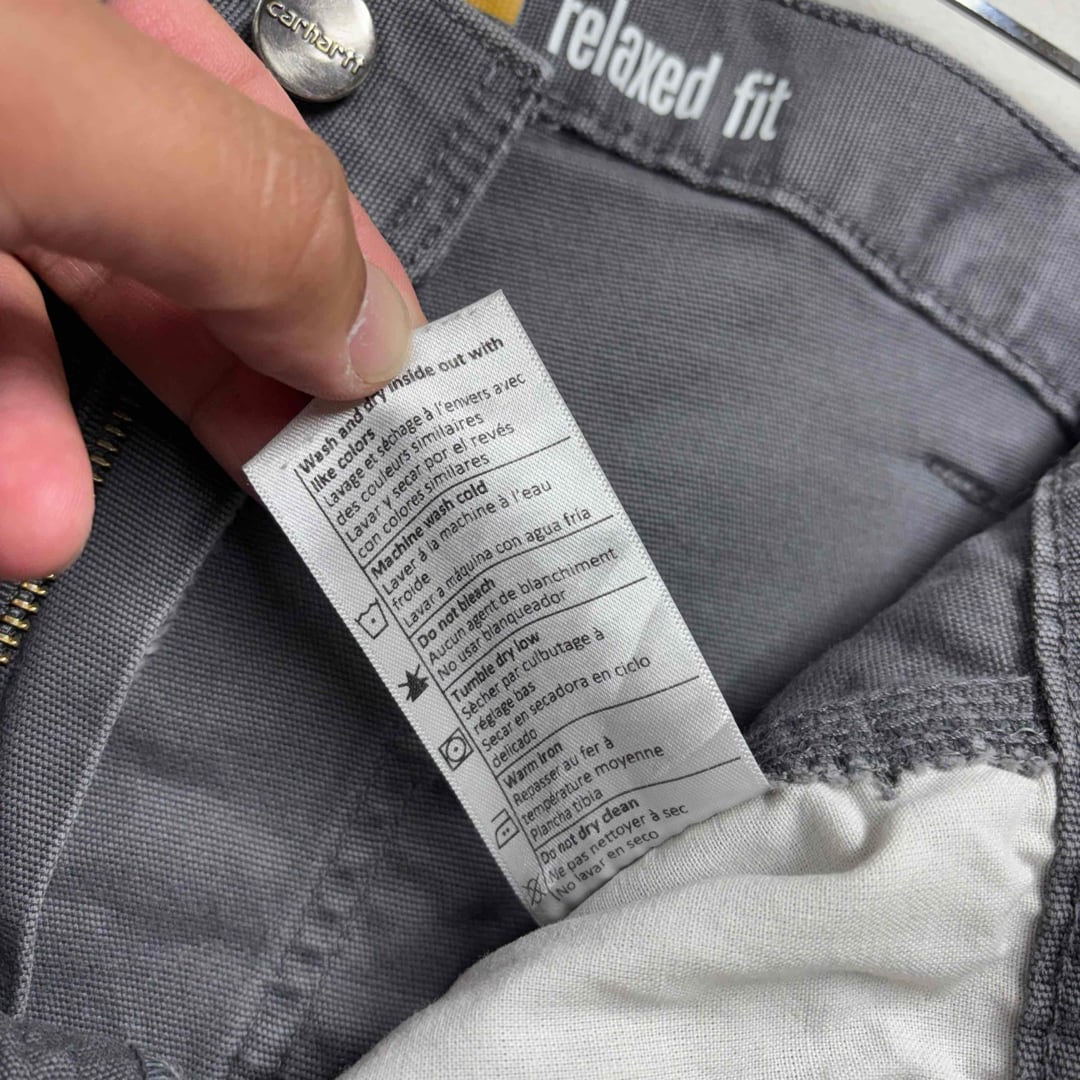 carhartt
relaxed fit
Wash and dry inside out with
like colors
Lavage et séchage à l'envers avec
des couleurs similaires
Lavar y secar por el revés
con colores similares
Machine wash cold
Laver á la machine à l'eau
froide
Lavar a máquina con agua fria
Do not bleach
Aucun agent de blanchiment
No usar blanqueador
Tumble dry low
Sécher par culbutage à
réglage bas
Secar en secadora en ciclo
delicado
Warm iron
Repasser au fer à
température moyenne
Plancha tibia
Do not dry clean
Ne pas nettoyer à sec
No lavar en seco